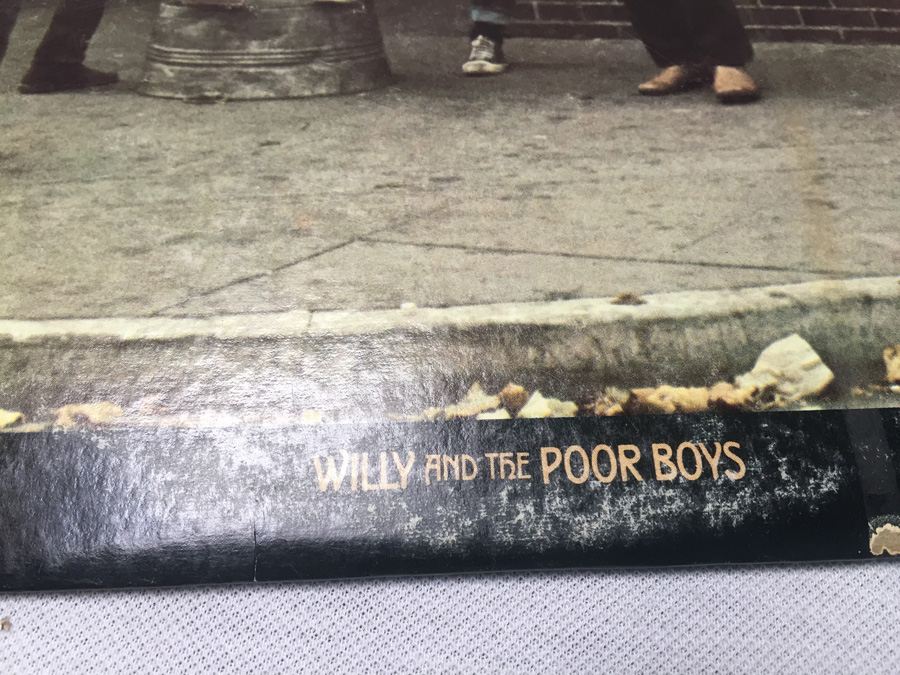 WILLY AND THE POOR BOYS